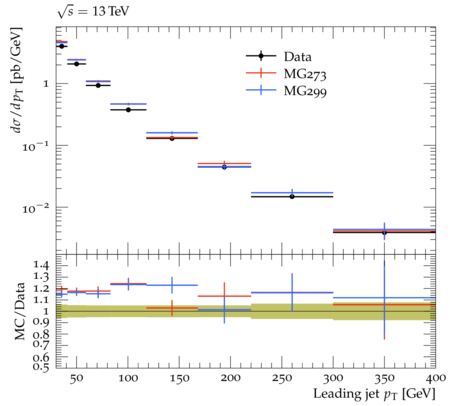 √s = 13 TeV
dσ/dpT [pb/GeV]
1
10⁻¹
10⁻²
Data
MG273
MG299
MC/Data
1.4
1.3
1.2
1.1
1
0.9
0.8
0.7
0.6
0.5
50 100 150 200 250 300 350 400
Leading jet pT [GeV]